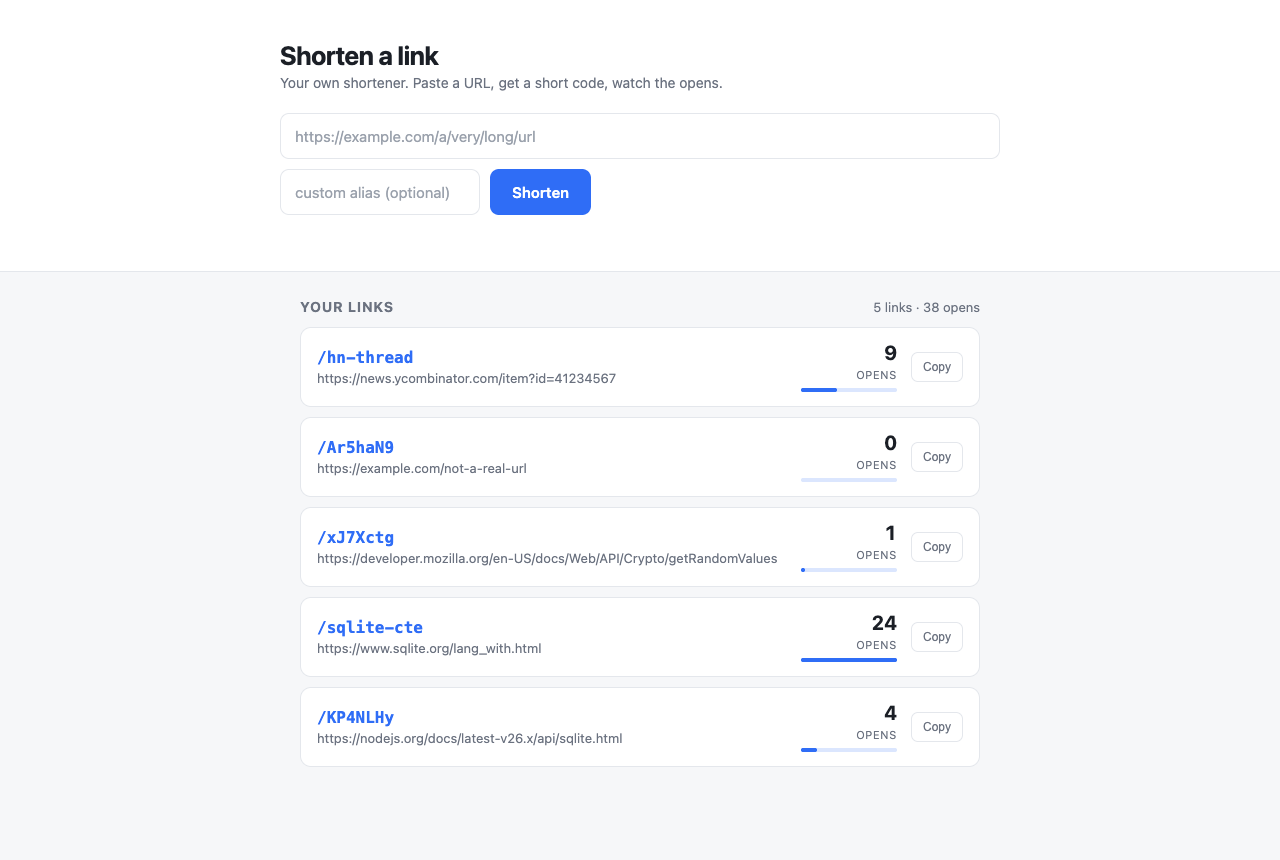 Shorten a link
Your own shortener. Paste a URL, get a short code, watch the opens.
https://example.com/a/very/long/url
custom alias (optional)
Shorten
YOUR LINKS
5 links · 38 opens
/hn-thread
https://news.ycombinator.com/item?id=41234567
9
OPENS
Copy
/Ar5haN9
https://example.com/not-a-real-url
0
OPENS
Copy
/xJ7Xctg
https://developer.mozilla.org/en-US/docs/Web/API/Crypto/getRandomValues
1
OPENS
Copy
/sqlite-cte
https://www.sqlite.org/lang_with.html
24
OPENS
Copy
/KP4NLHy
https://nodejs.org/docs/latest-v26.x/api/sqlite.html
4
OPENS
Copy